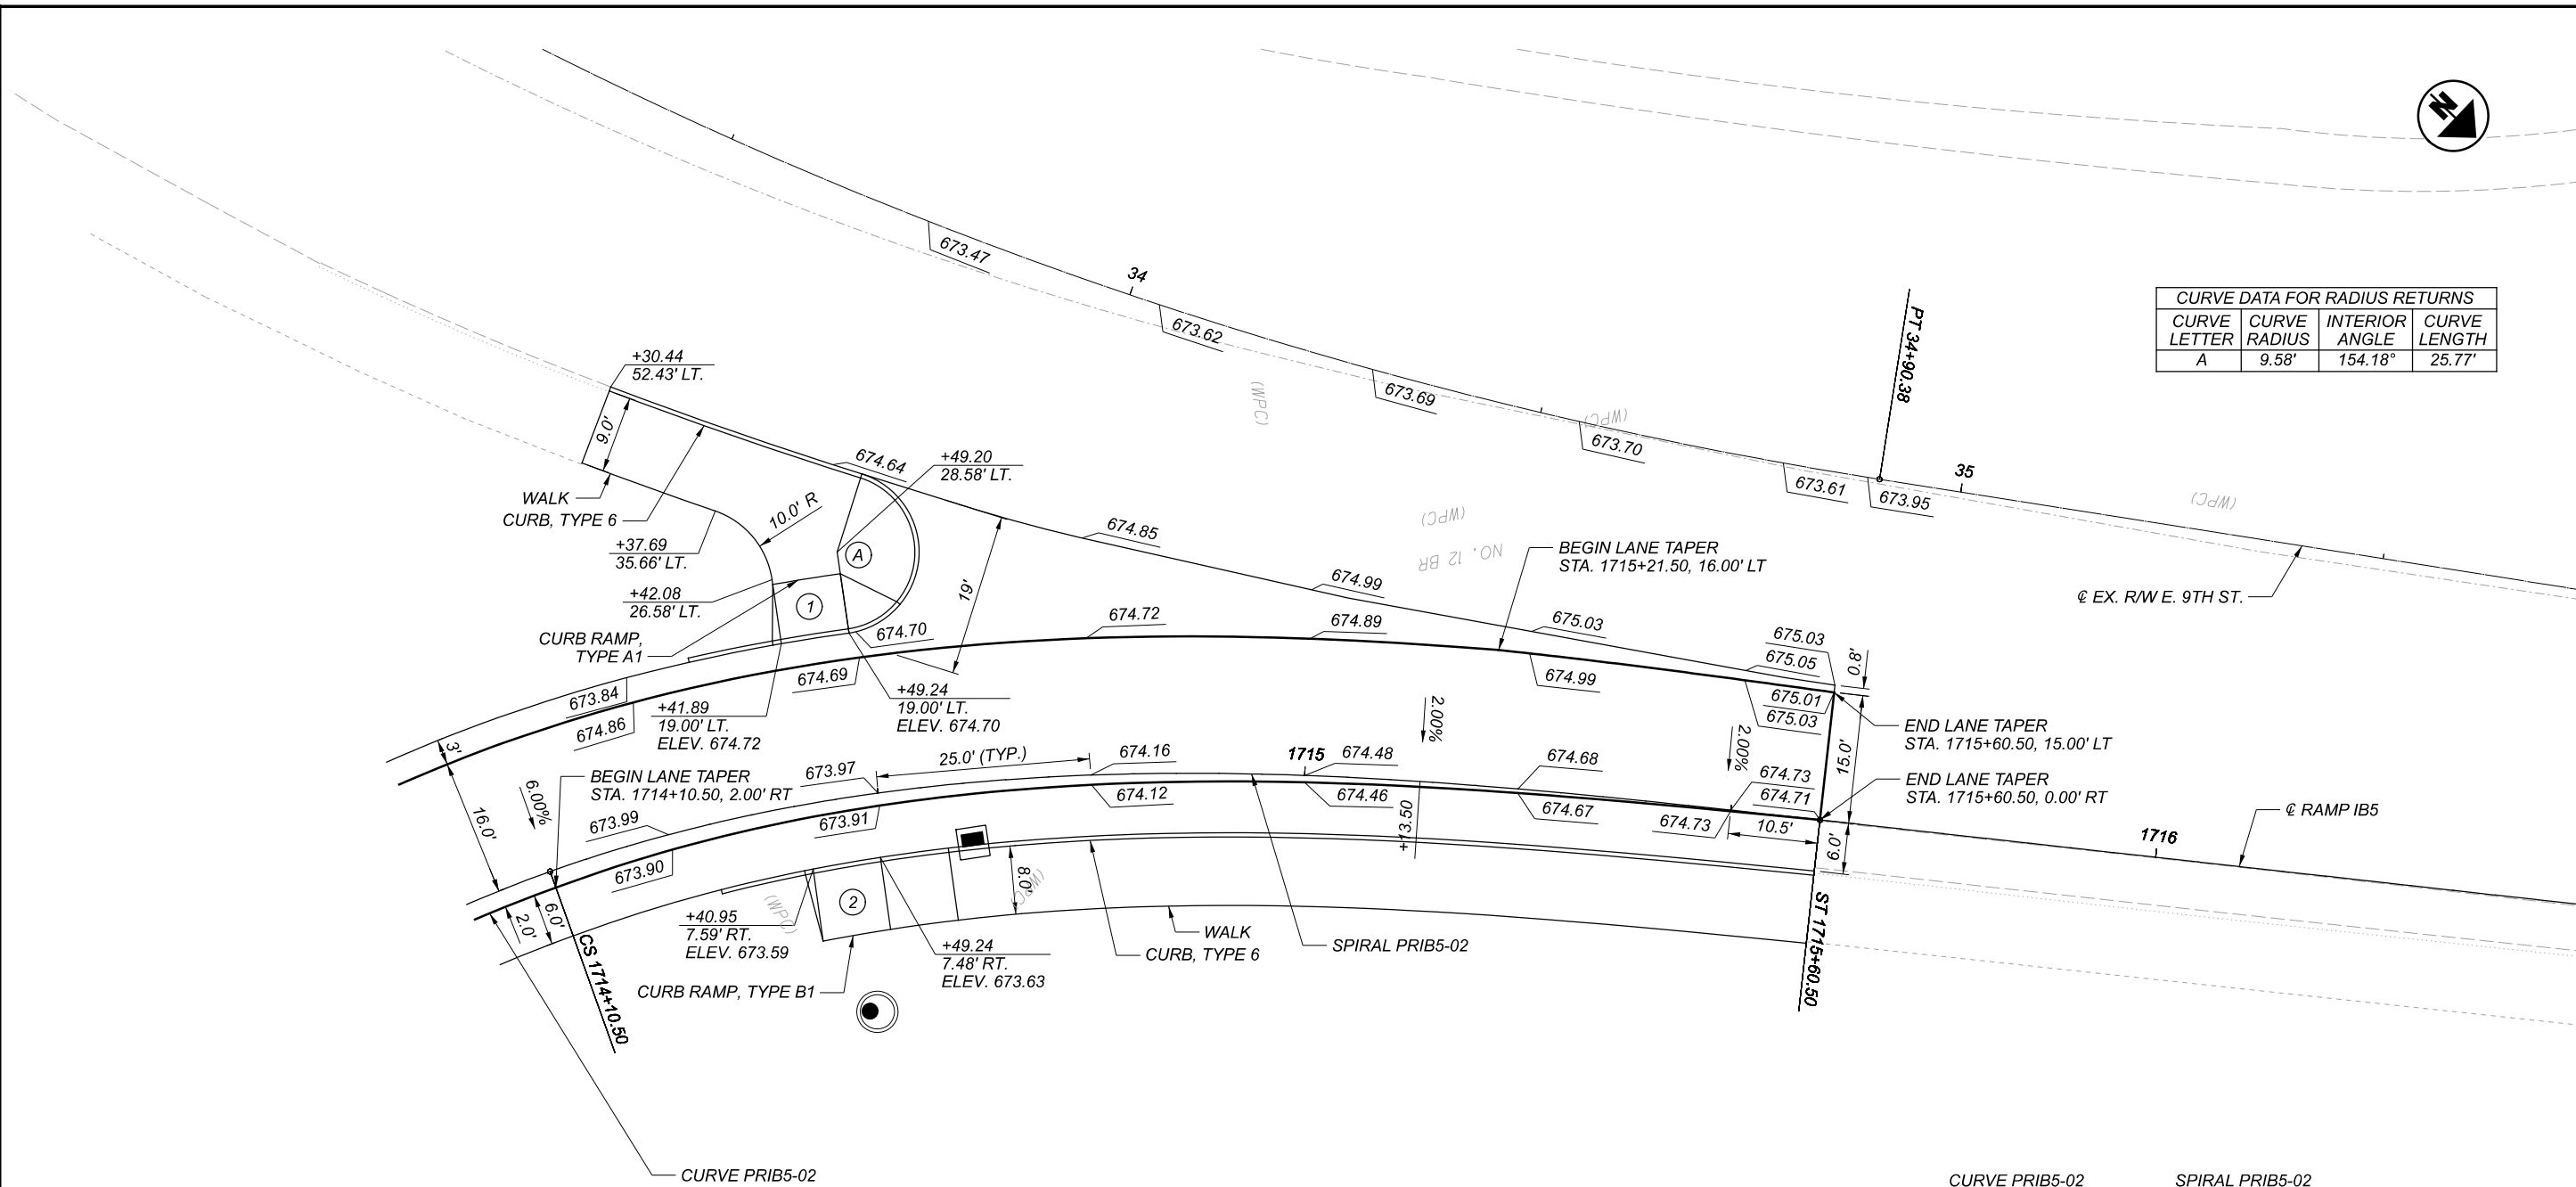 N
673.47
34
673.62
PT 34+90.38
CURVE DATA FOR RADIUS RETURNS
CURVE LETTER
CURVE RADIUS
INTERIOR ANGLE
CURVE LENGTH
A
9.58'
154.18°
25.77'
+30.44
52.43' LT.
(WPC)
673.69
(WPC)
673.70
9.0'
674.64
+49.20
28.58' LT.
673.61
673.95
35
(WPC)
WALK
CURB, TYPE 6
10.0' R
(WPC)
674.85
NO. 12 BR
BEGIN LANE TAPER
STA. 1715+21.50, 16.00' LT
+37.69
35.66' LT.
A
674.99
19'
℄ EX. R/W E. 9TH ST.
+42.08
26.58' LT.
1
674.72
674.89
675.03
675.03
CURB RAMP,
TYPE A1
674.70
675.05
0.8'
674.69
674.99
675.01
675.03
673.84
674.86
+41.89
19.00' LT.
ELEV. 674.72
+49.24
19.00' LT.
ELEV. 674.70
2.00%
2.00%
END LANE TAPER
STA. 1715+60.50, 15.00' LT
3'
25.0' (TYP.)
674.16
1715
674.48
674.68
15.0'
BEGIN LANE TAPER
STA. 1714+10.50, 2.00' RT
673.97
674.73
674.71
END LANE TAPER
STA. 1715+60.50, 0.00' RT
6.00%
16.0'
673.99
673.91
674.12
674.46
+13.50
674.67
674.73
10.5'
℄ RAMP IB5
1716
6.0'
673.90
8.0'
(WPC)
(WPC)
2
6.0'
2.0'
+40.95
7.59' RT.
ELEV. 673.59
+49.24
7.48' RT.
ELEV. 673.63
WALK
CURB, TYPE 6
SPIRAL PRIB5-02
ST 1715+60.50
CS 1714+10.50
CURB RAMP, TYPE B1
CURVE PRIB5-02
CURVE PRIB5-02
SPIRAL PRIB5-02